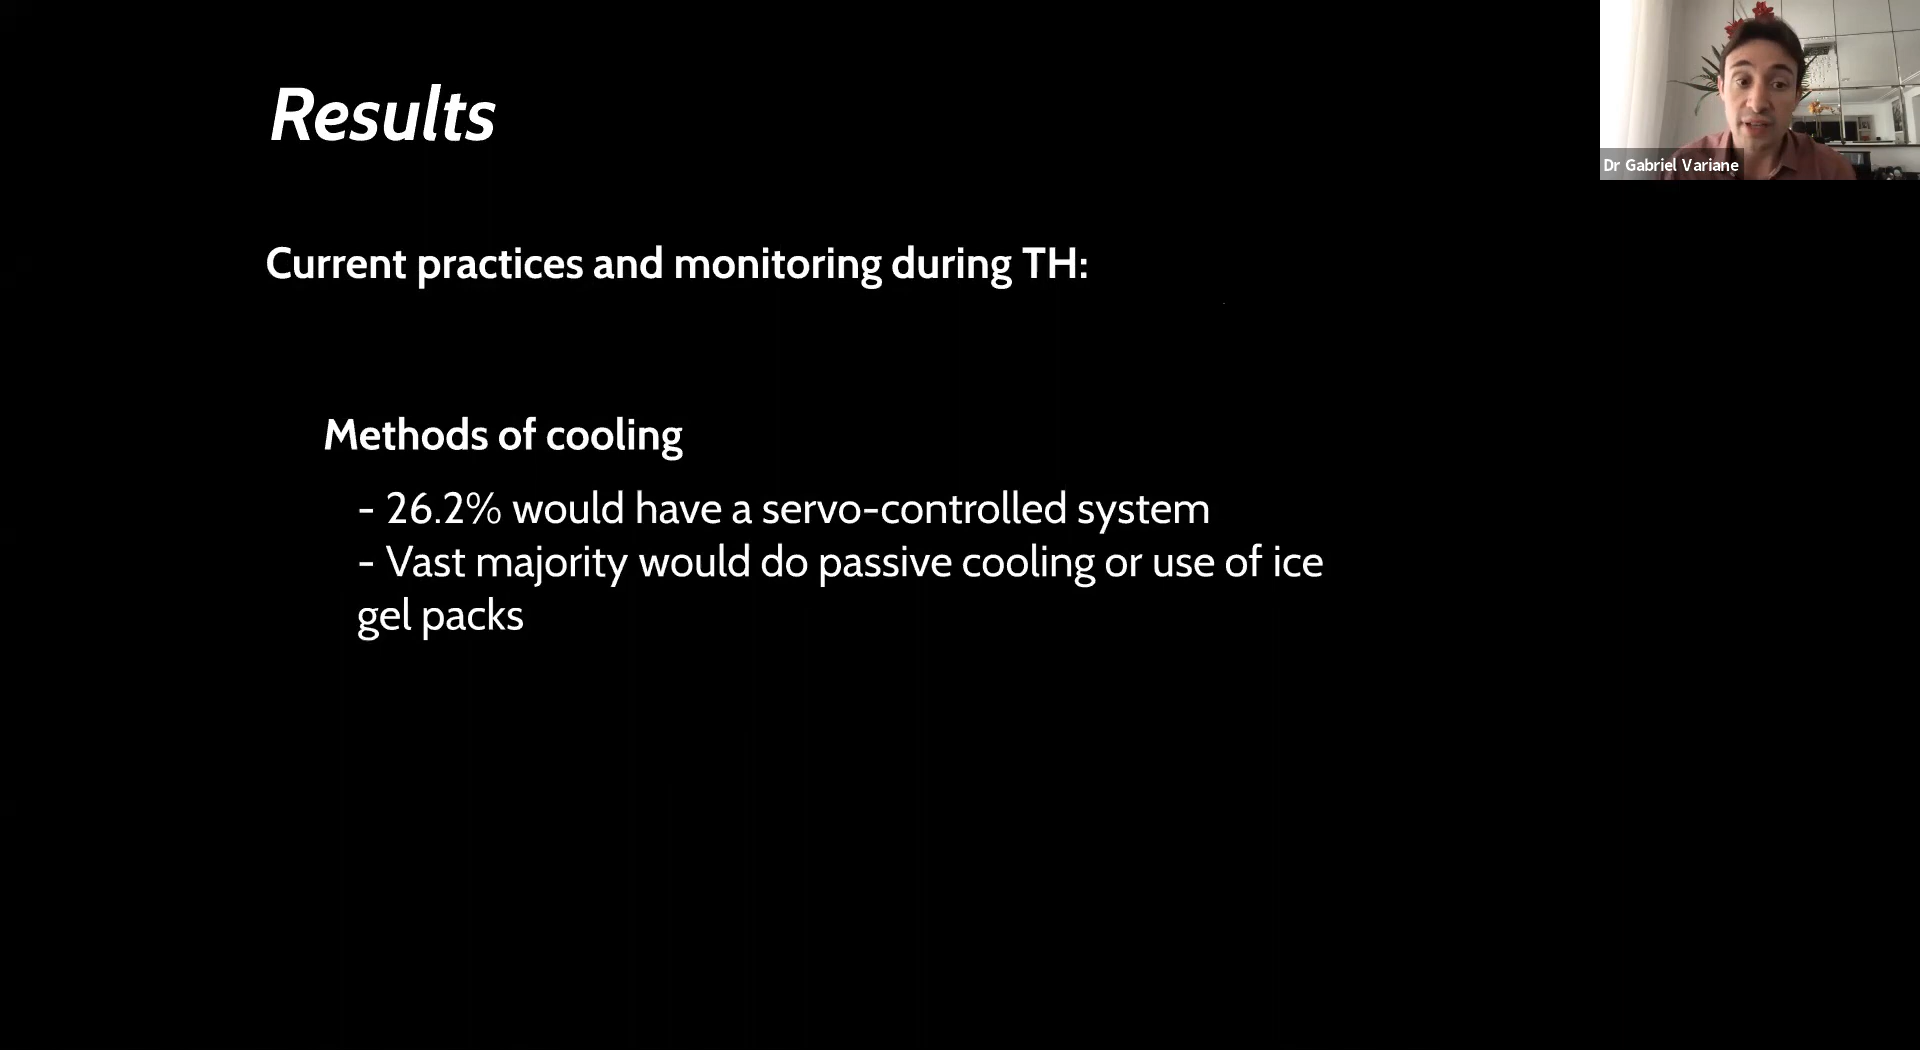 Results
Dr Gabriel Variane
Current practices and monitoring during TH:
Methods of cooling
- 26.2% would have a servo-controlled system
- Vast majority would do passive cooling or use of ice
gel packs